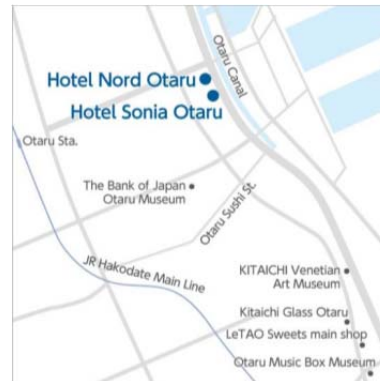 Hotel Nord Otaru
Hotel Sonia Otaru
Otaru Canal
Otaru Sta.
The Bank of Japan
Otaru Museum
Otaru Sushi St.
JR Hakodate Main Line
KITAICHI Venetian
Art Museum
Kitaichi Glass Otaru
LeTAO Sweets main shop
Otaru Music Box Museum